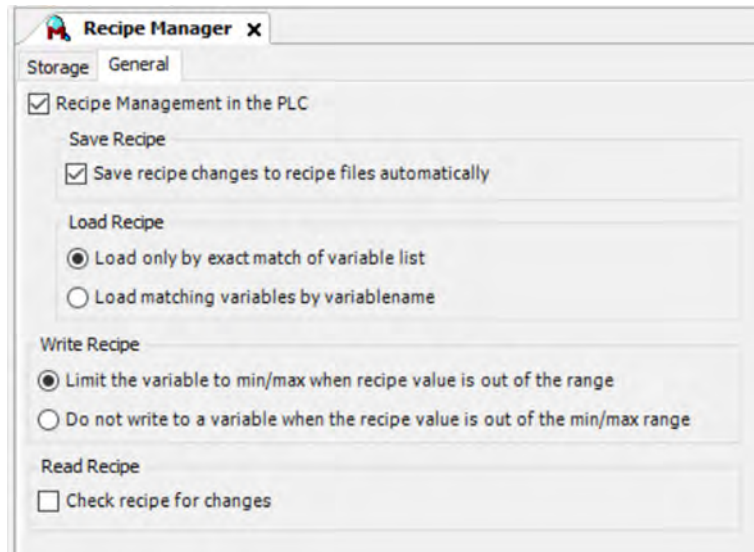 Recipe Manager x
Storage General
Recipe Management in the PLC
Save Recipe
Save recipe changes to recipe files automatically
Load Recipe
Load only by exact match of variable list
Load matching variables by variablename
Write Recipe
Limit the variable to min/max when recipe value is out of the range
Do not write to a variable when the recipe value is out of the min/max range
Read Recipe
Check recipe for changes